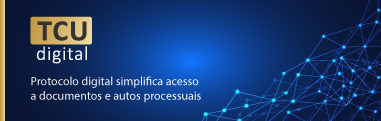 TCU
digital
Protocolo digital simplifica acesso
a documentos e autos processuais